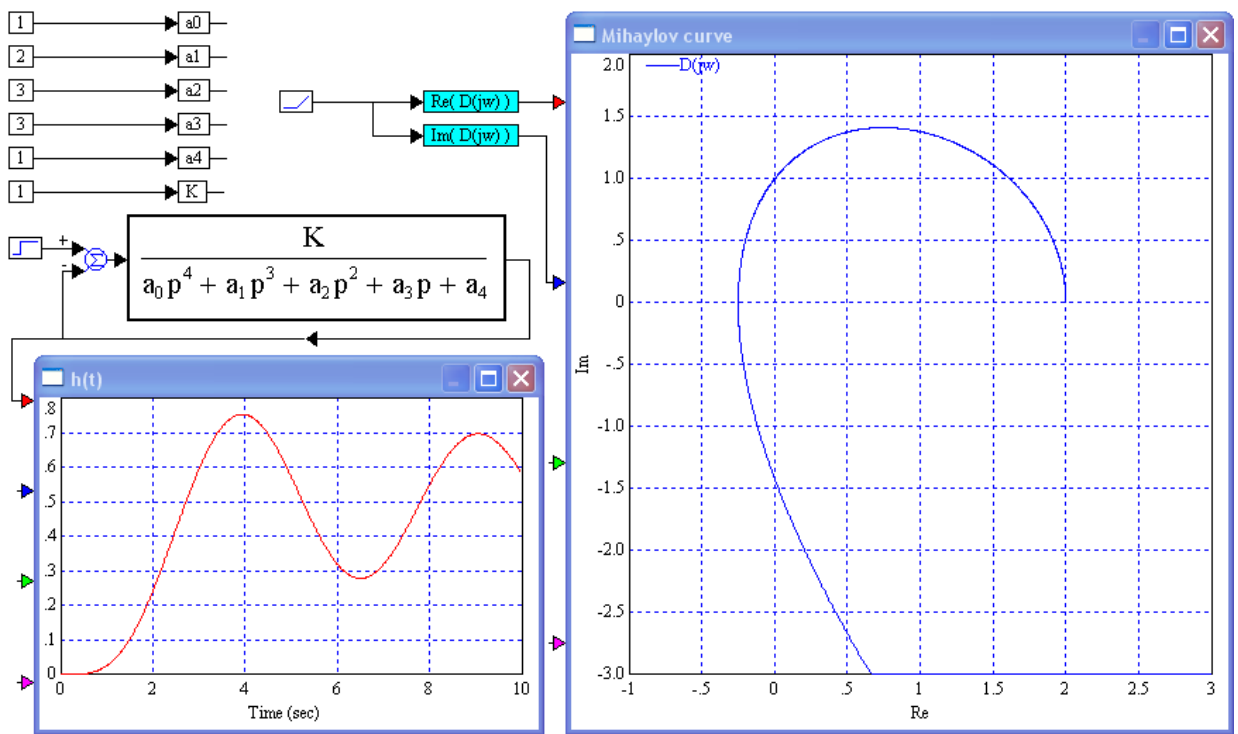 1 a0
2 a1
3 a2
3 a3
1 a4
1 K
Re( D(jw) )
Im( D(jw) )
+
-
Σ
K
a₀p⁴ + a₁p³ + a₂p² + a₃p + a₄
h(t)
.8
.7
.6
.5
.4
.3
.2
.1
0
0 2 4 6 8 10
Time (sec)
Mihaylov curve
D(jw)
2.0
1.5
1.0
.5
0
-.5
-1.0
-1.5
-2.0
-2.5
-3.0
Im
-1 -.5 0 .5 1 1.5 2 2.5 3
Re